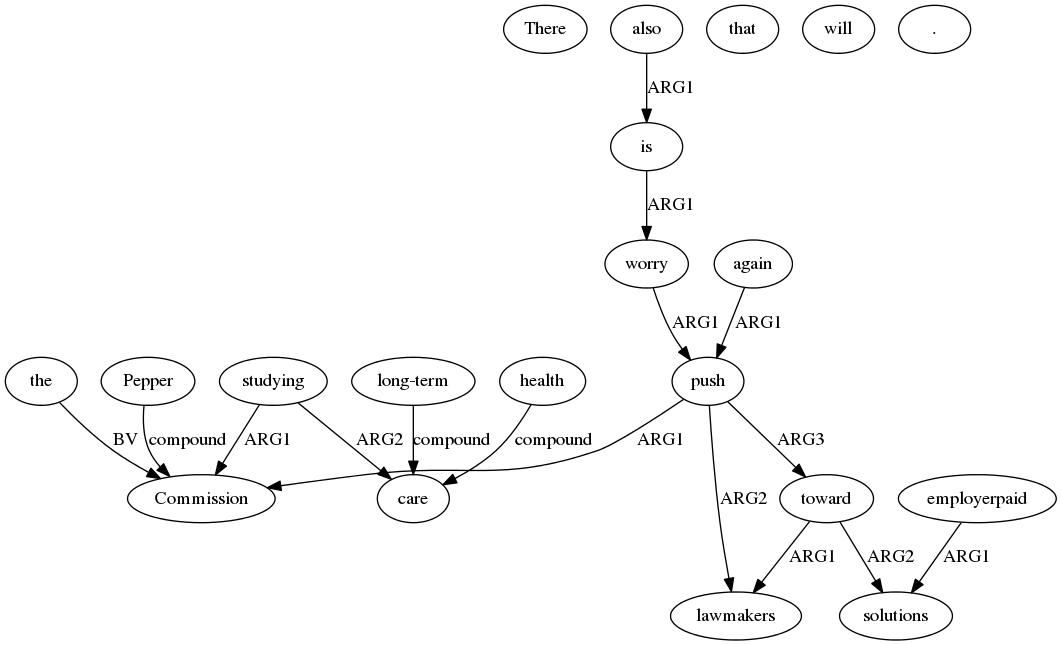 There also that will .
ARG1
is
ARG1
worry again
ARG1 ARG1
the Pepper studying long-term health push
BV compound ARG1 ARG2 compound compound ARG1 ARG3
Commission care ARG2 toward employerpaid
ARG1 ARG2 ARG1
lawmakers solutions